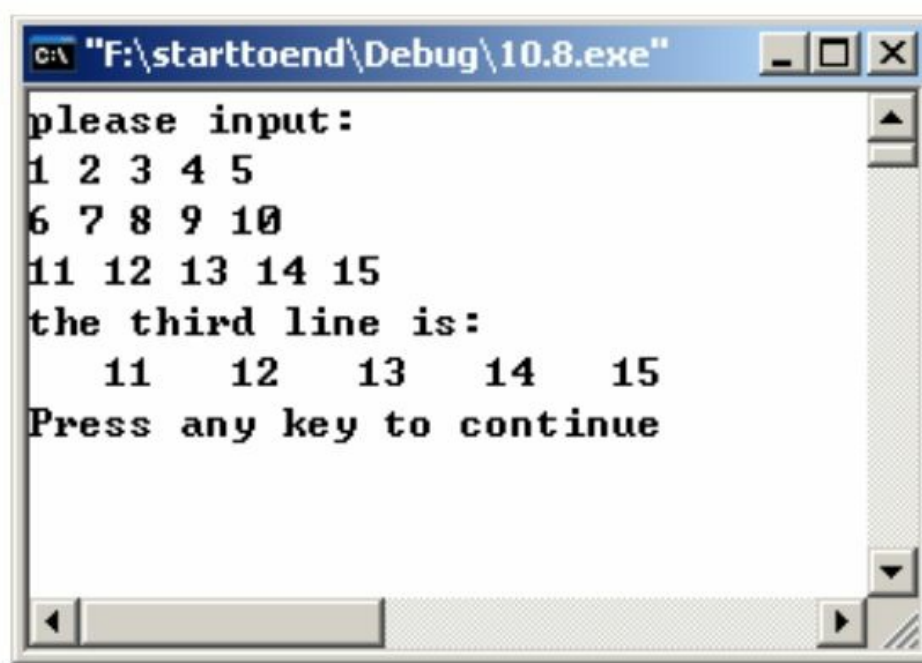 "F:\starttoend\Debug\10.8.exe"
please input:
1 2 3 4 5
6 7 8 9 10
11 12 13 14 15
the third line is:
   11   12   13   14   15
Press any key to continue